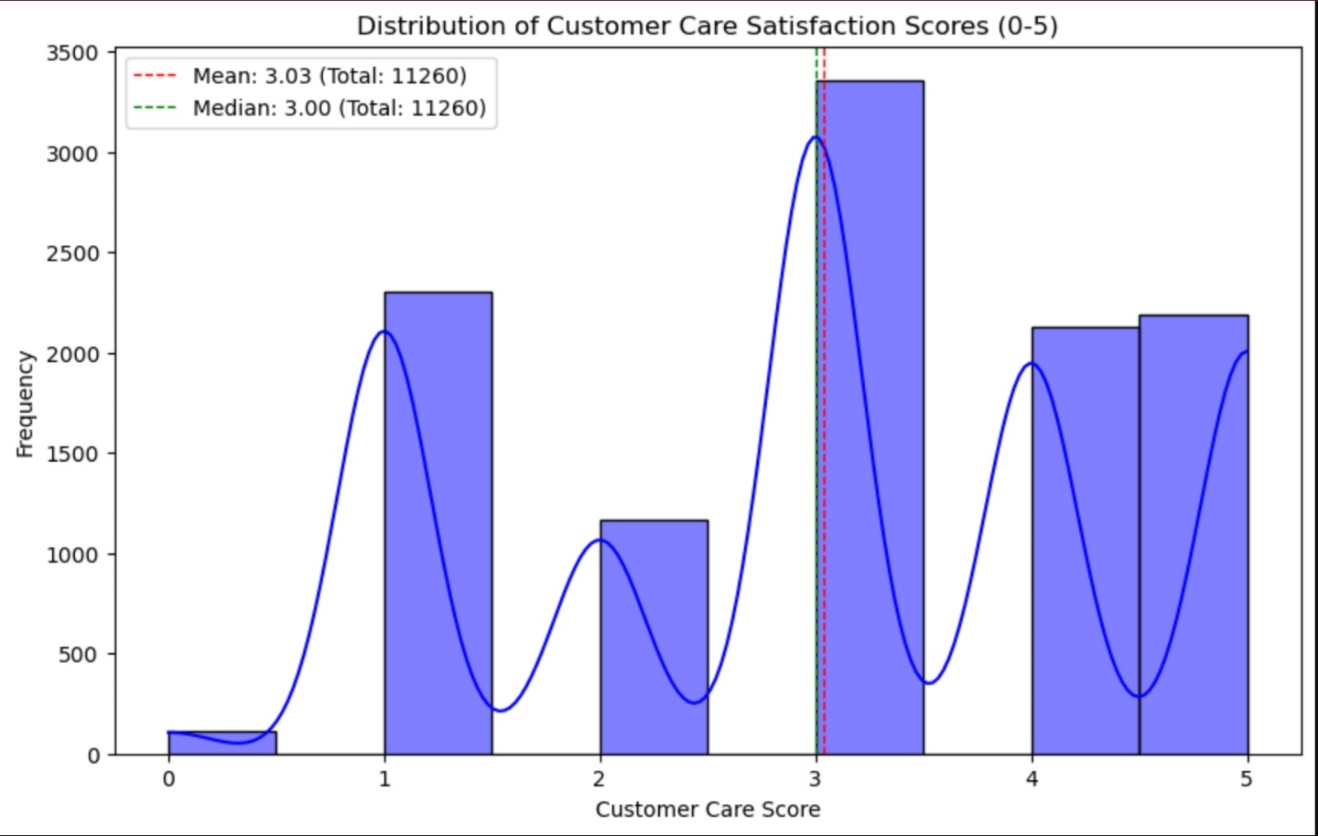 Distribution of Customer Care Satisfaction Scores (0-5)
3500
Mean: 3.03 (Total: 11260)
Median: 3.00 (Total: 11260)
3000
2500
2000
1500
1000
500
0
Frequency
0 1 2 3 4 5
Customer Care Score